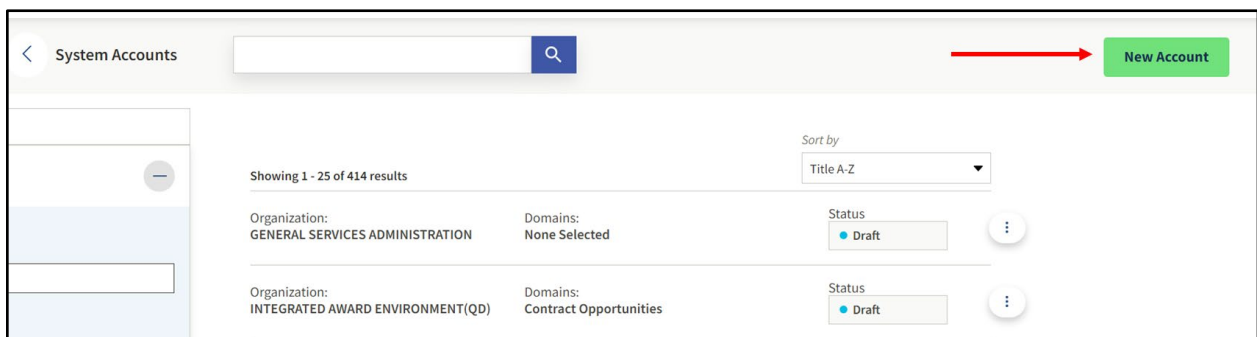 System Accounts
New Account
Sort by
Title A-Z
Showing 1 - 25 of 414 results
Organization:
GENERAL SERVICES ADMINISTRATION
Domains:
None Selected
Status
Draft
Organization:
INTEGRATED AWARD ENVIRONMENT(QD)
Domains:
Contract Opportunities
Status
Draft